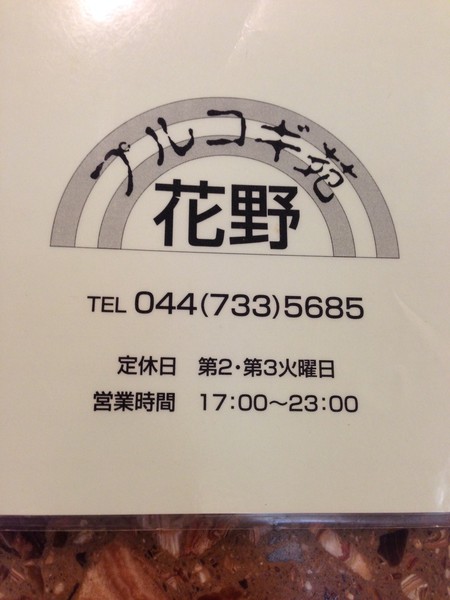 プルコギ苑
花野
TEL 044(733)5685
定休日 第2・第3火曜日
営業時間 17:00〜23:00